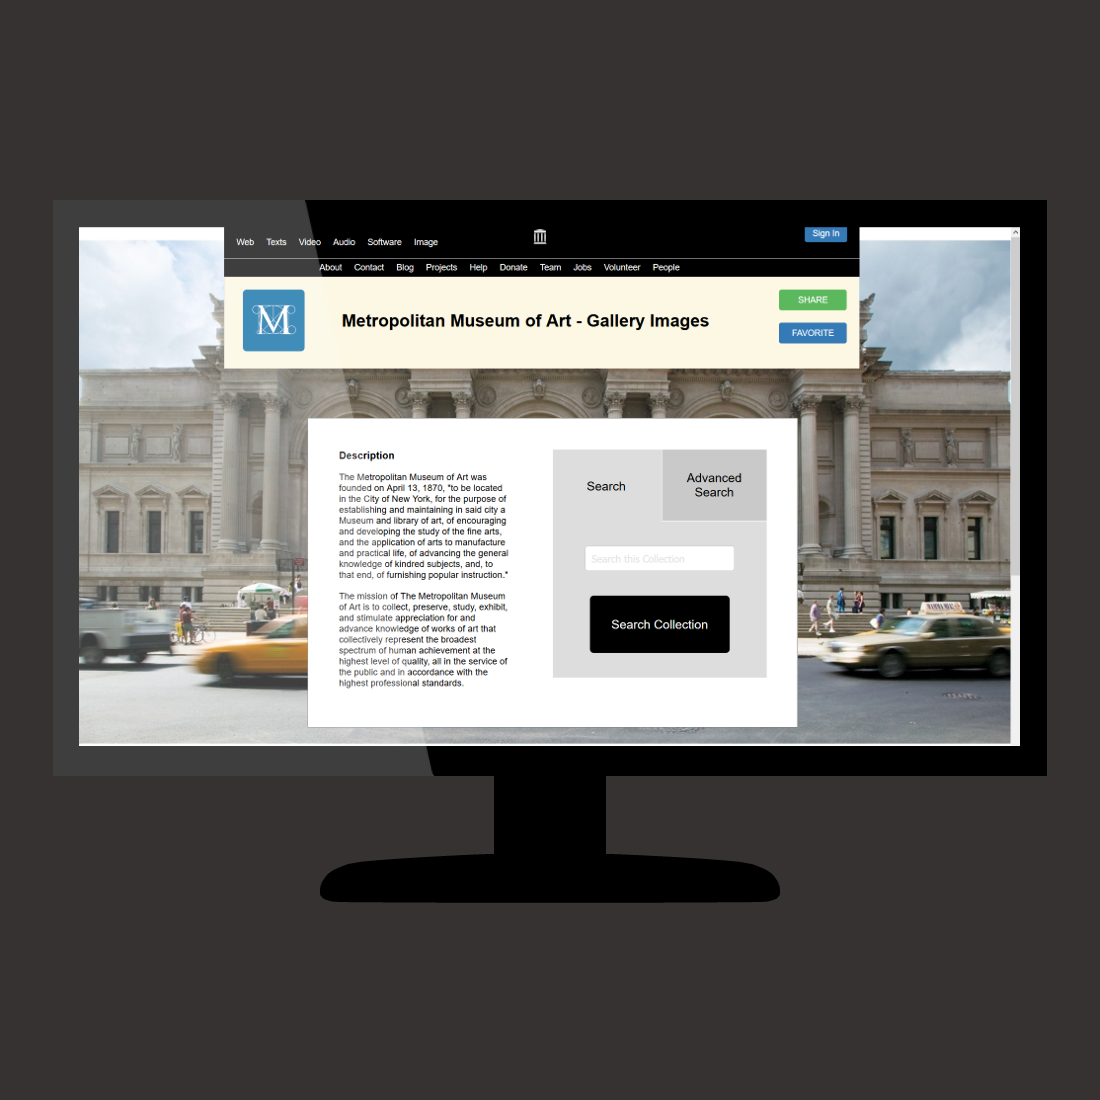 Web Texts Video Audio Software Image
Sign In
About Contact Blog Projects Help Donate Team Jobs Volunteer People
M
Metropolitan Museum of Art - Gallery Images
SHARE
FAVORITE
Description
The Metropolitan Museum of Art was
founded on April 13, 1870, "to be located
in the City of New York, for the purpose of
establishing and maintaining in said city a
Museum and library of art, of encouraging
and developing the study of the fine arts,
and the application of arts to manufacture
and practical life, of advancing the general
knowledge of kindred subjects, and, to
that end, of furnishing popular instruction."
The mission of The Metropolitan Museum
of Art is to collect, preserve, study, exhibit,
and stimulate appreciation for and
advance knowledge of works of art that
collectively represent the broadest
spectrum of human achievement at the
highest level of quality, all in the service of
the public and in accordance with the
highest professional standards.
Search
Advanced
Search
Search this Collection
Search Collection